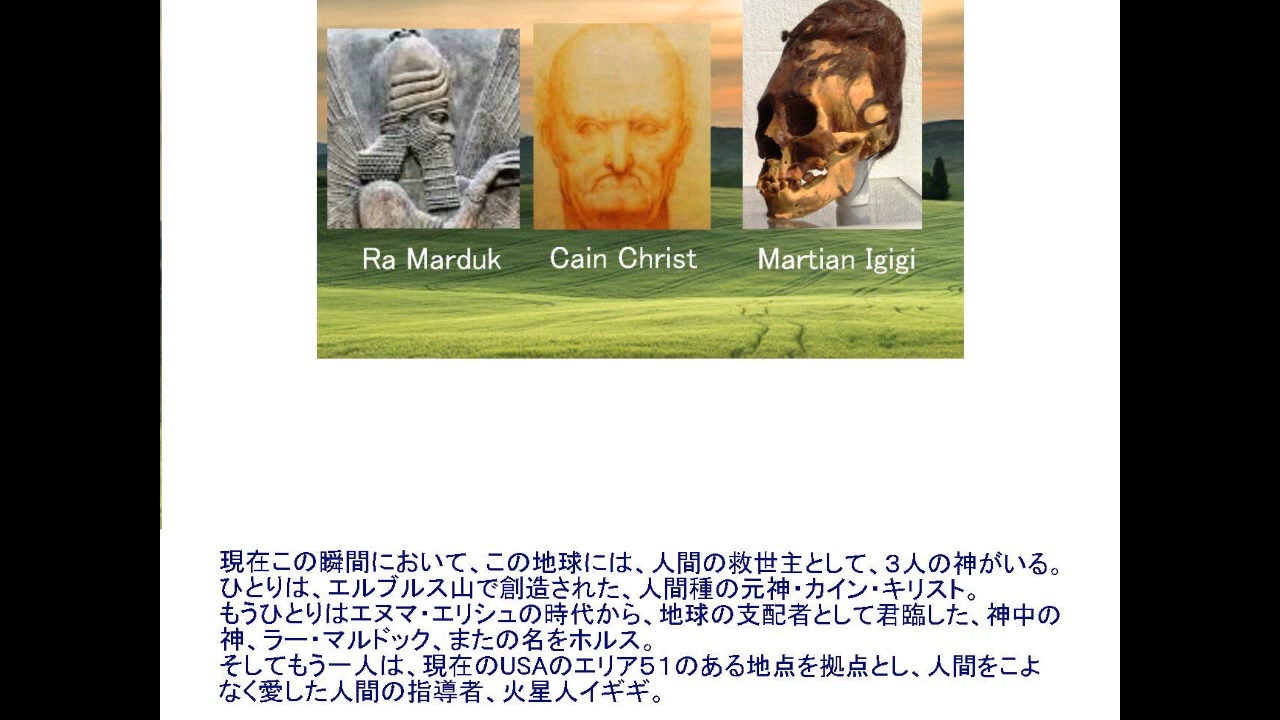 Ra Marduk
Cain Christ
Martian Igigi
現在この瞬間において、この地球には、人間の救世主として、３人の神がいる。
ひとりは、エルブルス山で創造された、人間種の元神・カイン・キリスト。
もうひとりはエヌマ・エリシュの時代から、地球の支配者として君臨した、神中の
神、ラー・マルドック、またの名をホルス。
そしてもう一人は、現在のUSAのエリア５１のある地点を拠点とし、人間をこよ
なく愛した人間の指導者、火星人イギギ。